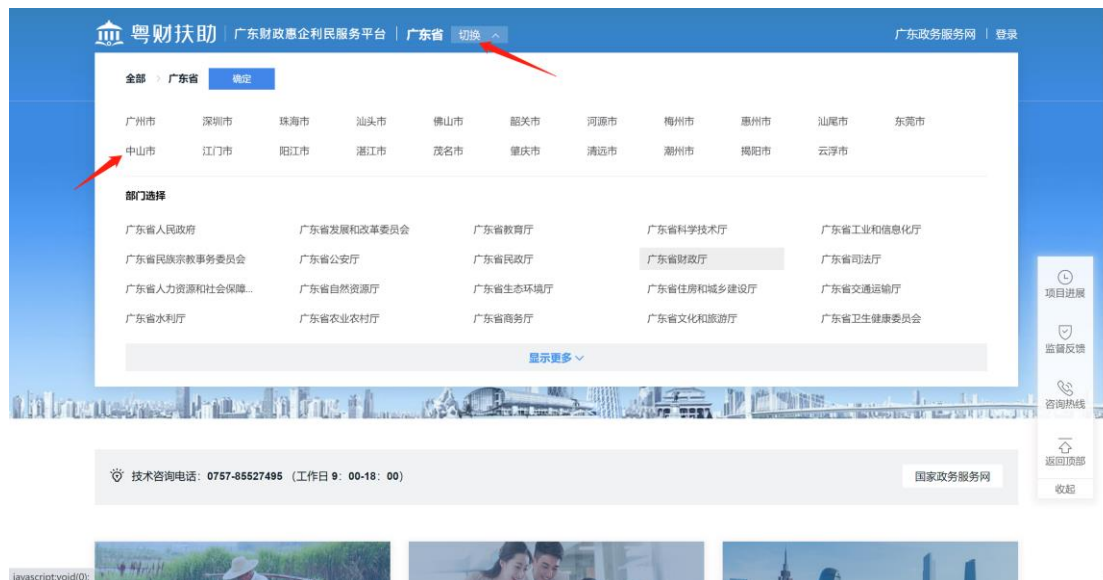 粤财扶助 广东财政惠企利民服务平台 广东省 切换 广东政务服务网 登录
全部 广东省 确定
广州市 深圳市 珠海市 汕头市 佛山市 韶关市 河源市 梅州市 惠州市 汕尾市 东莞市
中山市 江门市 阳江市 湛江市 茂名市 肇庆市 清远市 潮州市 揭阳市 云浮市
部门选择
广东省人民政府 广东省发展和改革委员会 广东省教育厅 广东省科学技术厅 广东省工业和信息化厅
广东省民族宗教事务委员会 广东省公安厅 广东省民政厅 广东省财政厅 广东省司法厅
广东省人力资源和社会保障... 广东省自然资源厅 广东省生态环境厅 广东省住房和城乡建设厅 广东省交通运输厅
广东省水利厅 广东省农业农村厅 广东省商务厅 广东省文化和旅游厅 广东省卫生健康委员会
显示更多
项目进展
监督反馈
咨询热线
返回顶部
收起
技术咨询电话：0757-85527495 （工作日 9：00-18：00） 国家政务服务网
javascript:void(0);